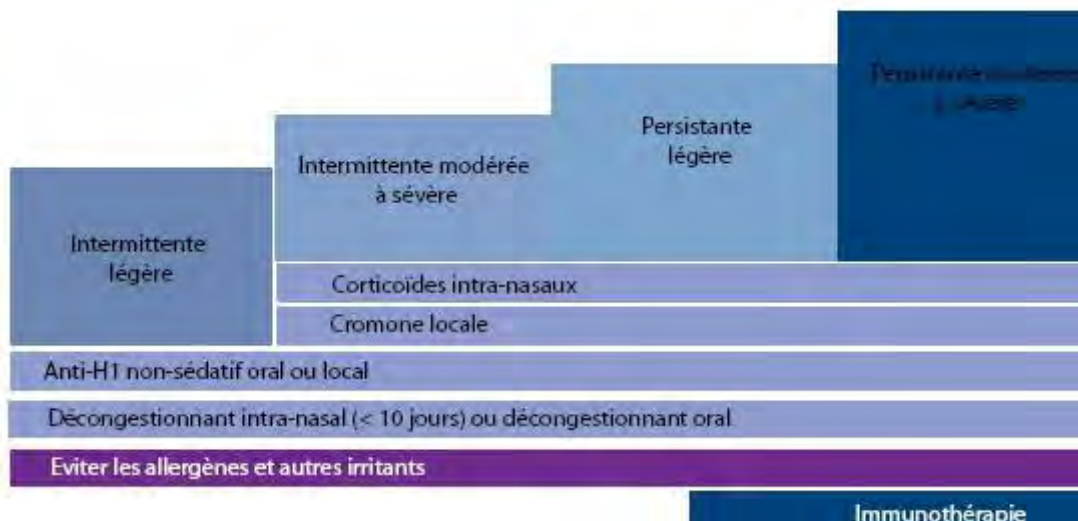 Persistante
Persistante
légère
Intermittente modérée
à sévère
Intermittente
légère
Corticoïdes intra-nasaux
Cromone locale
Anti-H1 non-sédatif oral ou local
Décongestionnant intra-nasal (< 10 jours) ou décongestionnant oral
Eviter les allergènes et autres irritants
Immunothérapie